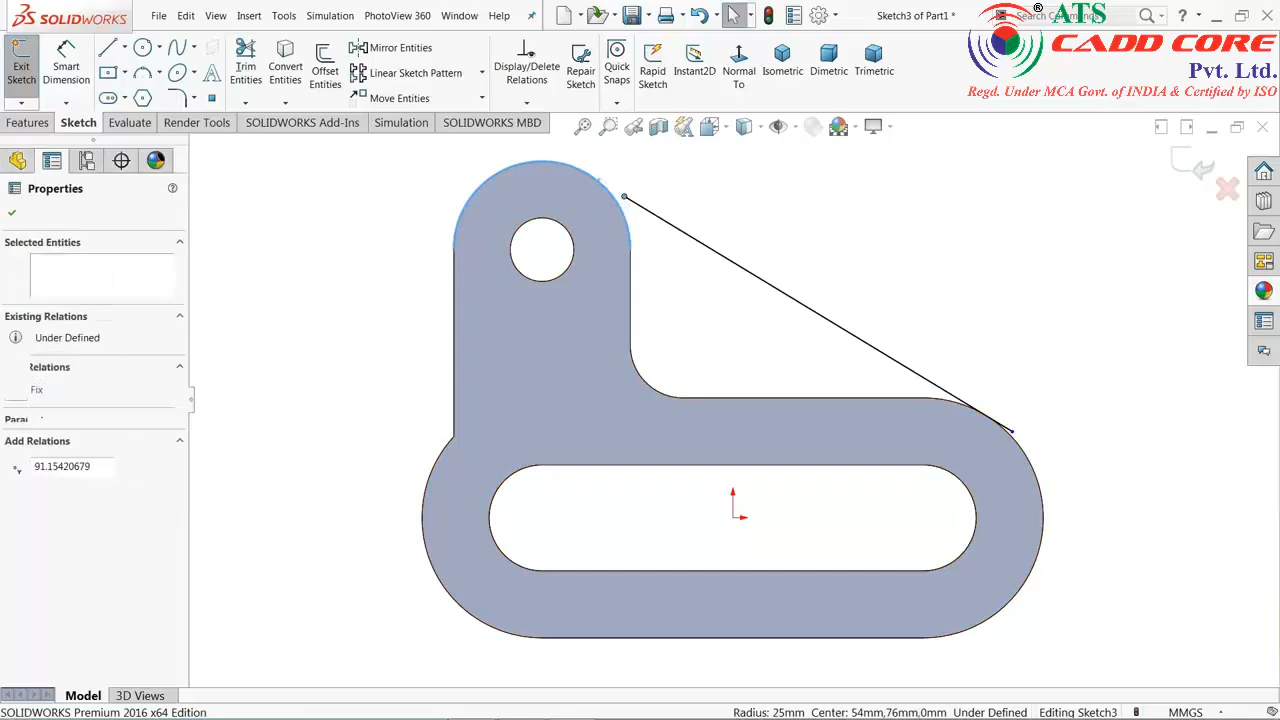 SOLIDWORKS
File
Edit
View
Insert
Tools
Simulation
PhotoView 360
Window
Help
Sketch3 of Part1 *
Search Commands
?
®
ATS
CADD CORE
Pvt. Ltd.
Regd. Under MCA Govt. of INDIA & Certified by ISO
Exit Sketch
Smart Dimension
Trim Entities
Convert Entities
Offset Entities
Mirror Entities
Linear Sketch Pattern
Move Entities
Display/Delete Relations
Repair Sketch
Quick Snaps
Rapid Sketch
Instant2D
Normal To
Isometric
Dimetric
Trimetric
Features
Sketch
Evaluate
Render Tools
SOLIDWORKS Add-Ins
Simulation
SOLIDWORKS MBD
Properties
Selected Entities
Existing Relations
Under Defined
Relations
Fix
Para
Add Relations
91.15420679
Model
3D Views
SOLIDWORKS Premium 2016 x64 Edition
Radius: 25mm Center: 54mm,76mm,0mm Under Defined
Editing Sketch3
MMGS